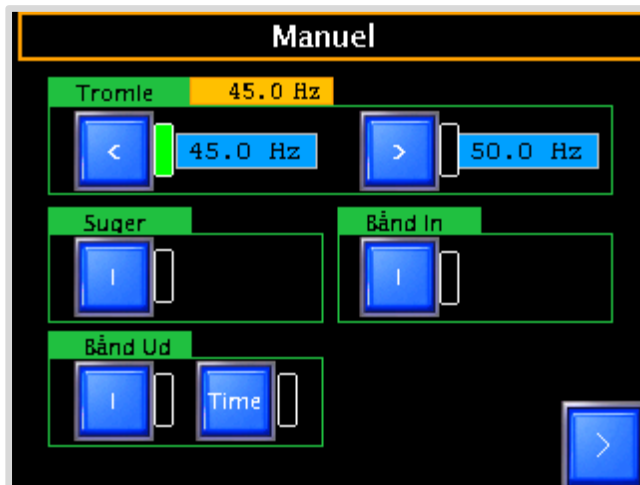 Manuel
Tromle 45.0 Hz
< 45.0 Hz > 50.0 Hz
Suger Bånd In
I I
Bånd Ud
I Time
>